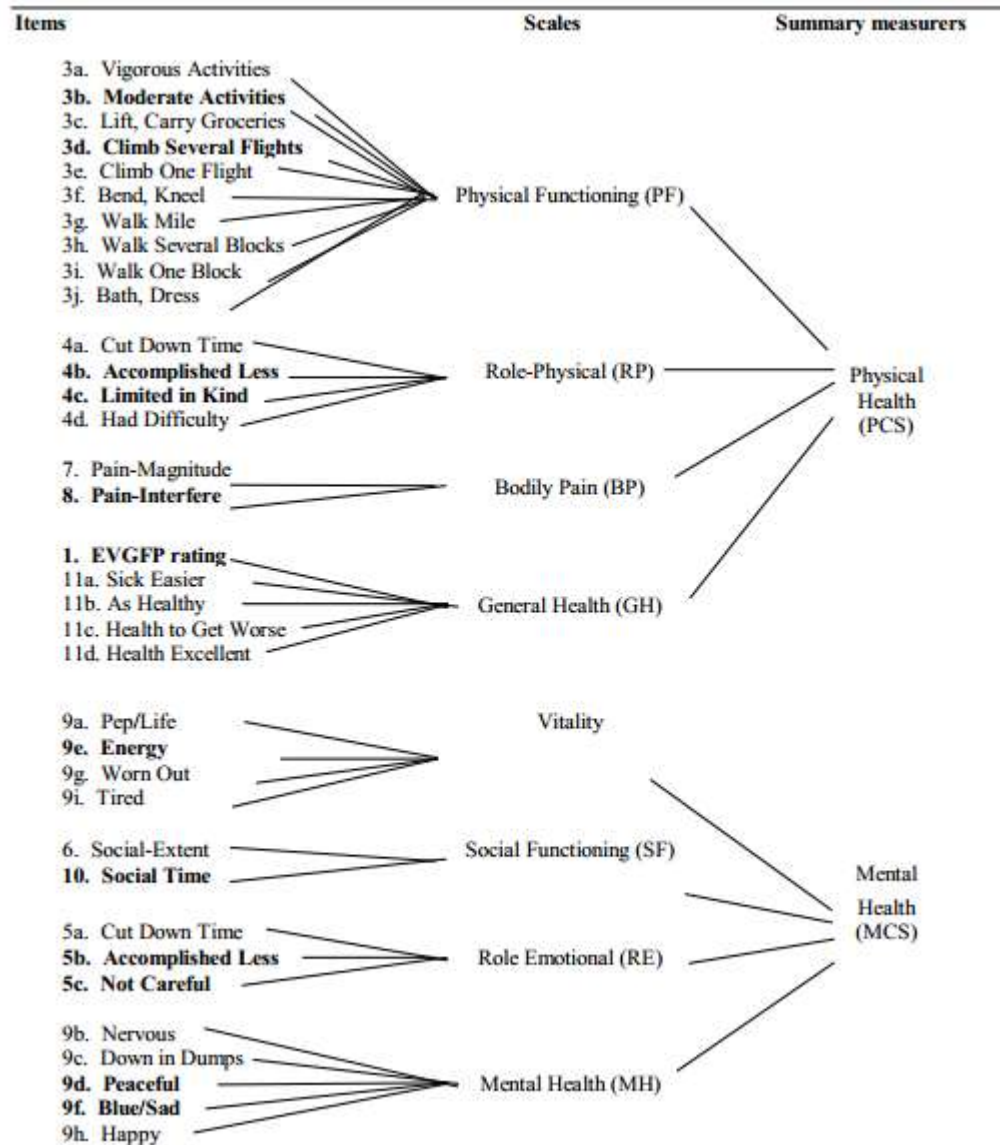 Items Scales Summary measurers
3a. Vigorous Activities
3b. Moderate Activities
3c. Lift, Carry Groceries
3d. Climb Several Flights
3e. Climb One Flight
3f. Bend, Kneel Physical Functioning (PF)
3g. Walk Mile
3h. Walk Several Blocks
3i. Walk One Block
3j. Bath, Dress
4a. Cut Down Time
4b. Accomplished Less Role-Physical (RP) Physical
4c. Limited in Kind Health
4d. Had Difficulty (PCS)
7. Pain-Magnitude
8. Pain-Interfere Bodily Pain (BP)
1. EVGFP rating
11a. Sick Easier
11b. As Healthy General Health (GH)
11c. Health to Get Worse
11d. Health Excellent
9a. Pep/Life Vitality
9e. Energy
9g. Worn Out
9i. Tired
6. Social-Extent Social Functioning (SF)
10. Social Time Mental
5a. Cut Down Time Health
5b. Accomplished Less Role Emotional (RE) (MCS)
5c. Not Careful
9b. Nervous
9c. Down in Dumps
9d. Peaceful Mental Health (MH)
9f. Blue/Sad
9h. Happy